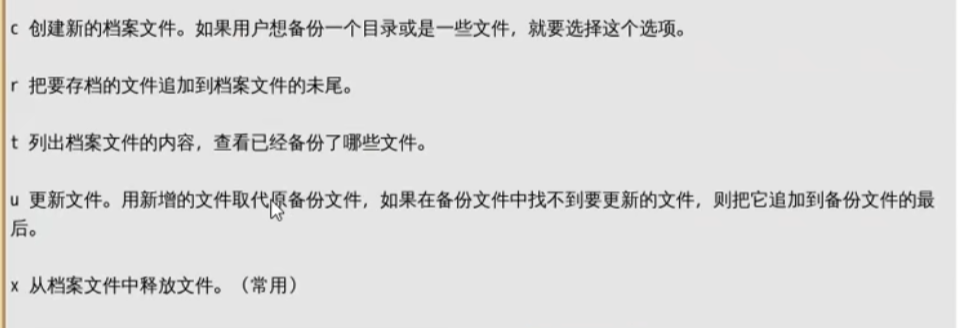 c 创建新的档案文件。如果用户想备份一个目录或是一些文件，就要选择这个选项。
r 把要存档的文件追加到档案文件的未尾。
t 列出档案文件的内容，查看已经备份了哪些文件。
u 更新文件。用新增的文件取代原备份文件，如果在备份文件中找不到要更新的文件，则把它追加到备份文件的最
后。
x 从档案文件中释放文件。（常用）